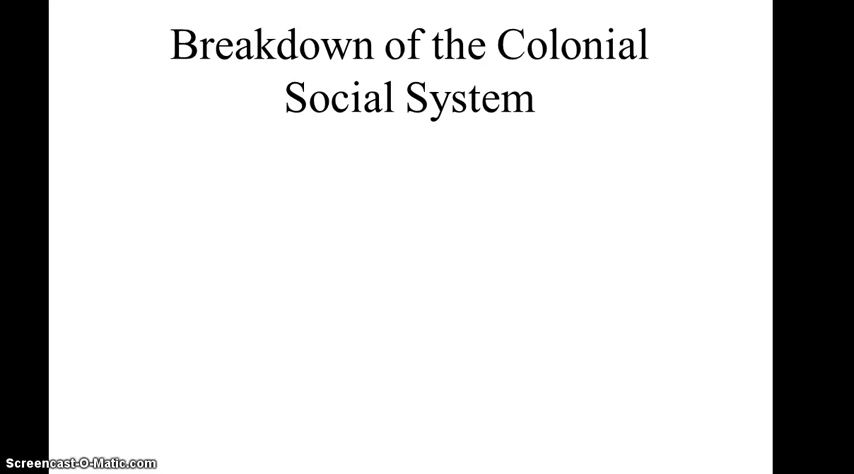 Breakdown of the Colonial
Social System
Screencast-O-Matic.com